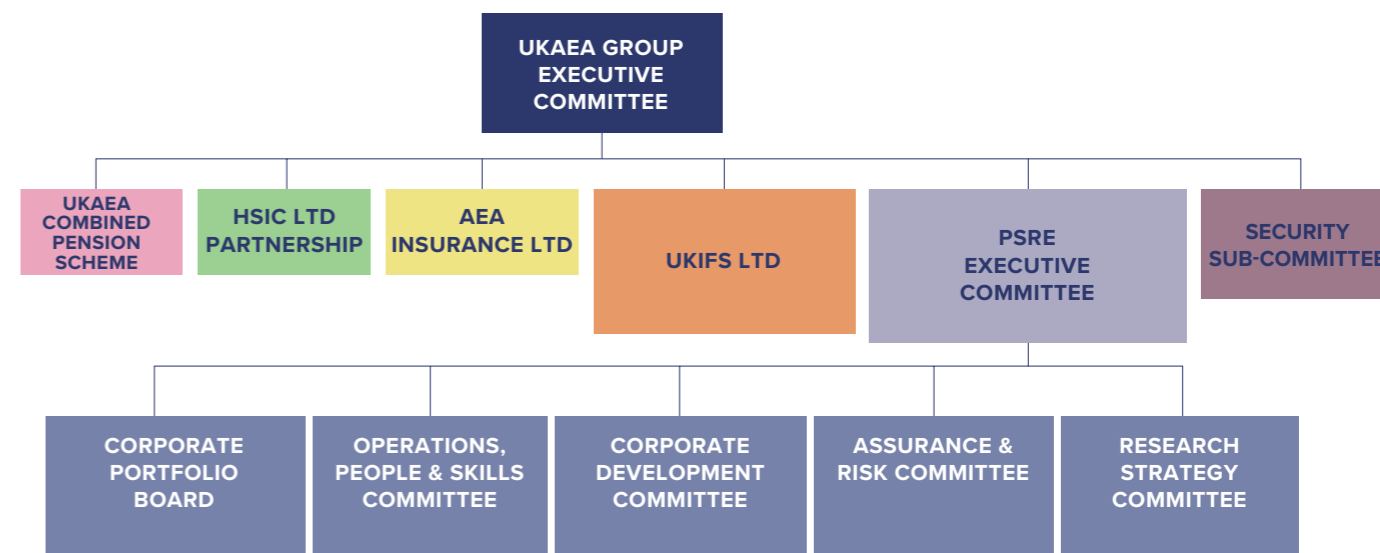 UKAEA GROUP
EXECUTIVE
COMMITTEE
UKAEA
COMBINED
PENSION
SCHEME
HSIC LTD
PARTNERSHIP
AEA
INSURANCE LTD
UKIFS LTD
PSRE
EXECUTIVE
COMMITTEE
SECURITY
SUB-COMMITTEE
CORPORATE
PORTFOLIO
BOARD
OPERATIONS,
PEOPLE & SKILLS
COMMITTEE
CORPORATE
DEVELOPMENT
COMMITTEE
ASSURANCE &
RISK COMMITTEE
RESEARCH
STRATEGY
COMMITTEE